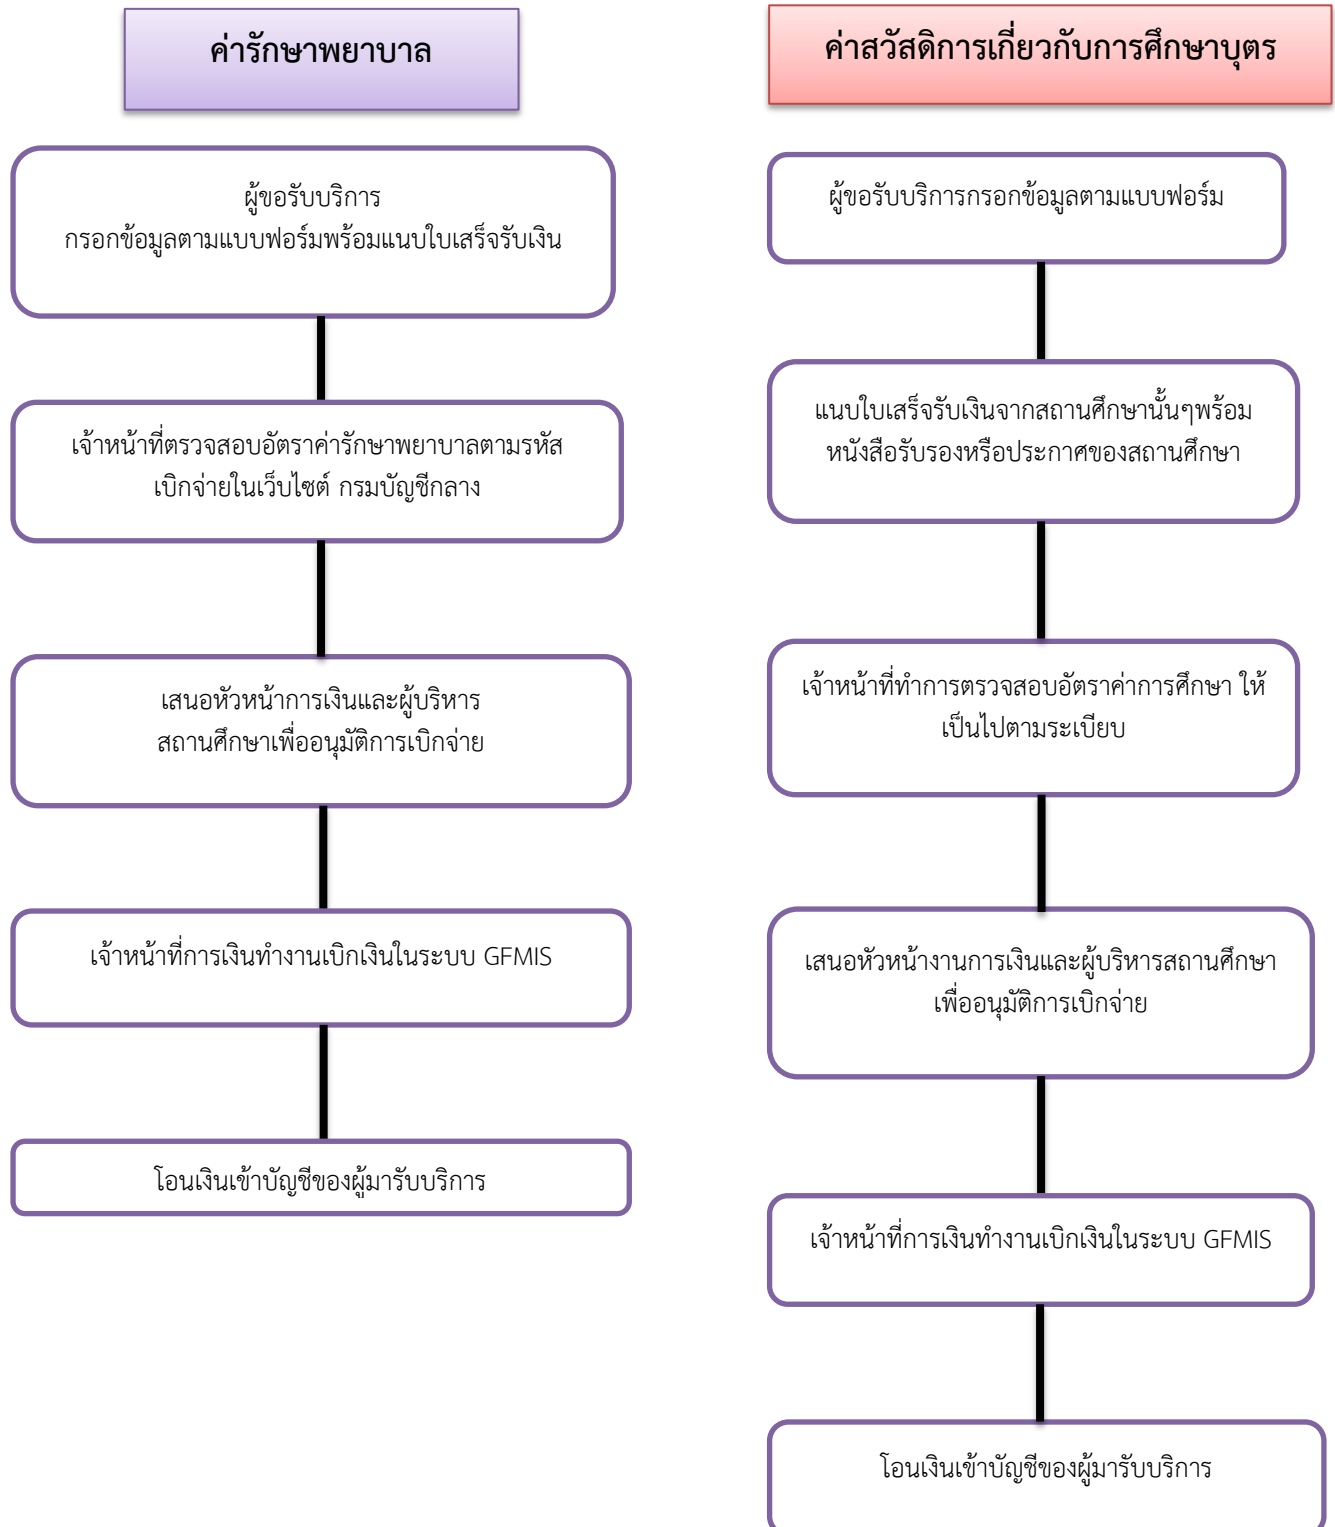 ค่ารักษาพยาบาล
ผู้ขอรับบริการ
กรอกข้อมูลตามแบบฟอร์มพร้อมแนบใบเสร็จรับเงิน
เจ้าหน้าที่ตรวจสอบอัตราค่ารักษาพยาบาลตามรหัส
เบิกจ่ายในเว็บไซต์ กรมบัญชีกลาง
เสนอหัวหน้าการเงินและผู้บริหาร
สถานศึกษาเพื่ออนุมัติการเบิกจ่าย
เจ้าหน้าที่การเงินทำงานเบิกเงินในระบบ GFMIS
โอนเงินเข้าบัญชีของผู้มารับบริการ
ค่าสวัสดิการเกี่ยวกับการศึกษาบุตร
ผู้ขอรับบริการกรอกข้อมูลตามแบบฟอร์ม
แนบใบเสร็จรับเงินจากสถานศึกษานั้นๆพร้อม
หนังสือรับรองหรือประกาศของสถานศึกษา
เจ้าหน้าที่ทำการตรวจสอบอัตราค่าการศึกษา ให้
เป็นไปตามระเบียบ
เสนอหัวหน้างานการเงินและผู้บริหารสถานศึกษา
เพื่ออนุมัติการเบิกจ่าย
เจ้าหน้าที่การเงินทำงานเบิกเงินในระบบ GFMIS
โอนเงินเข้าบัญชีของผู้มารับบริการ